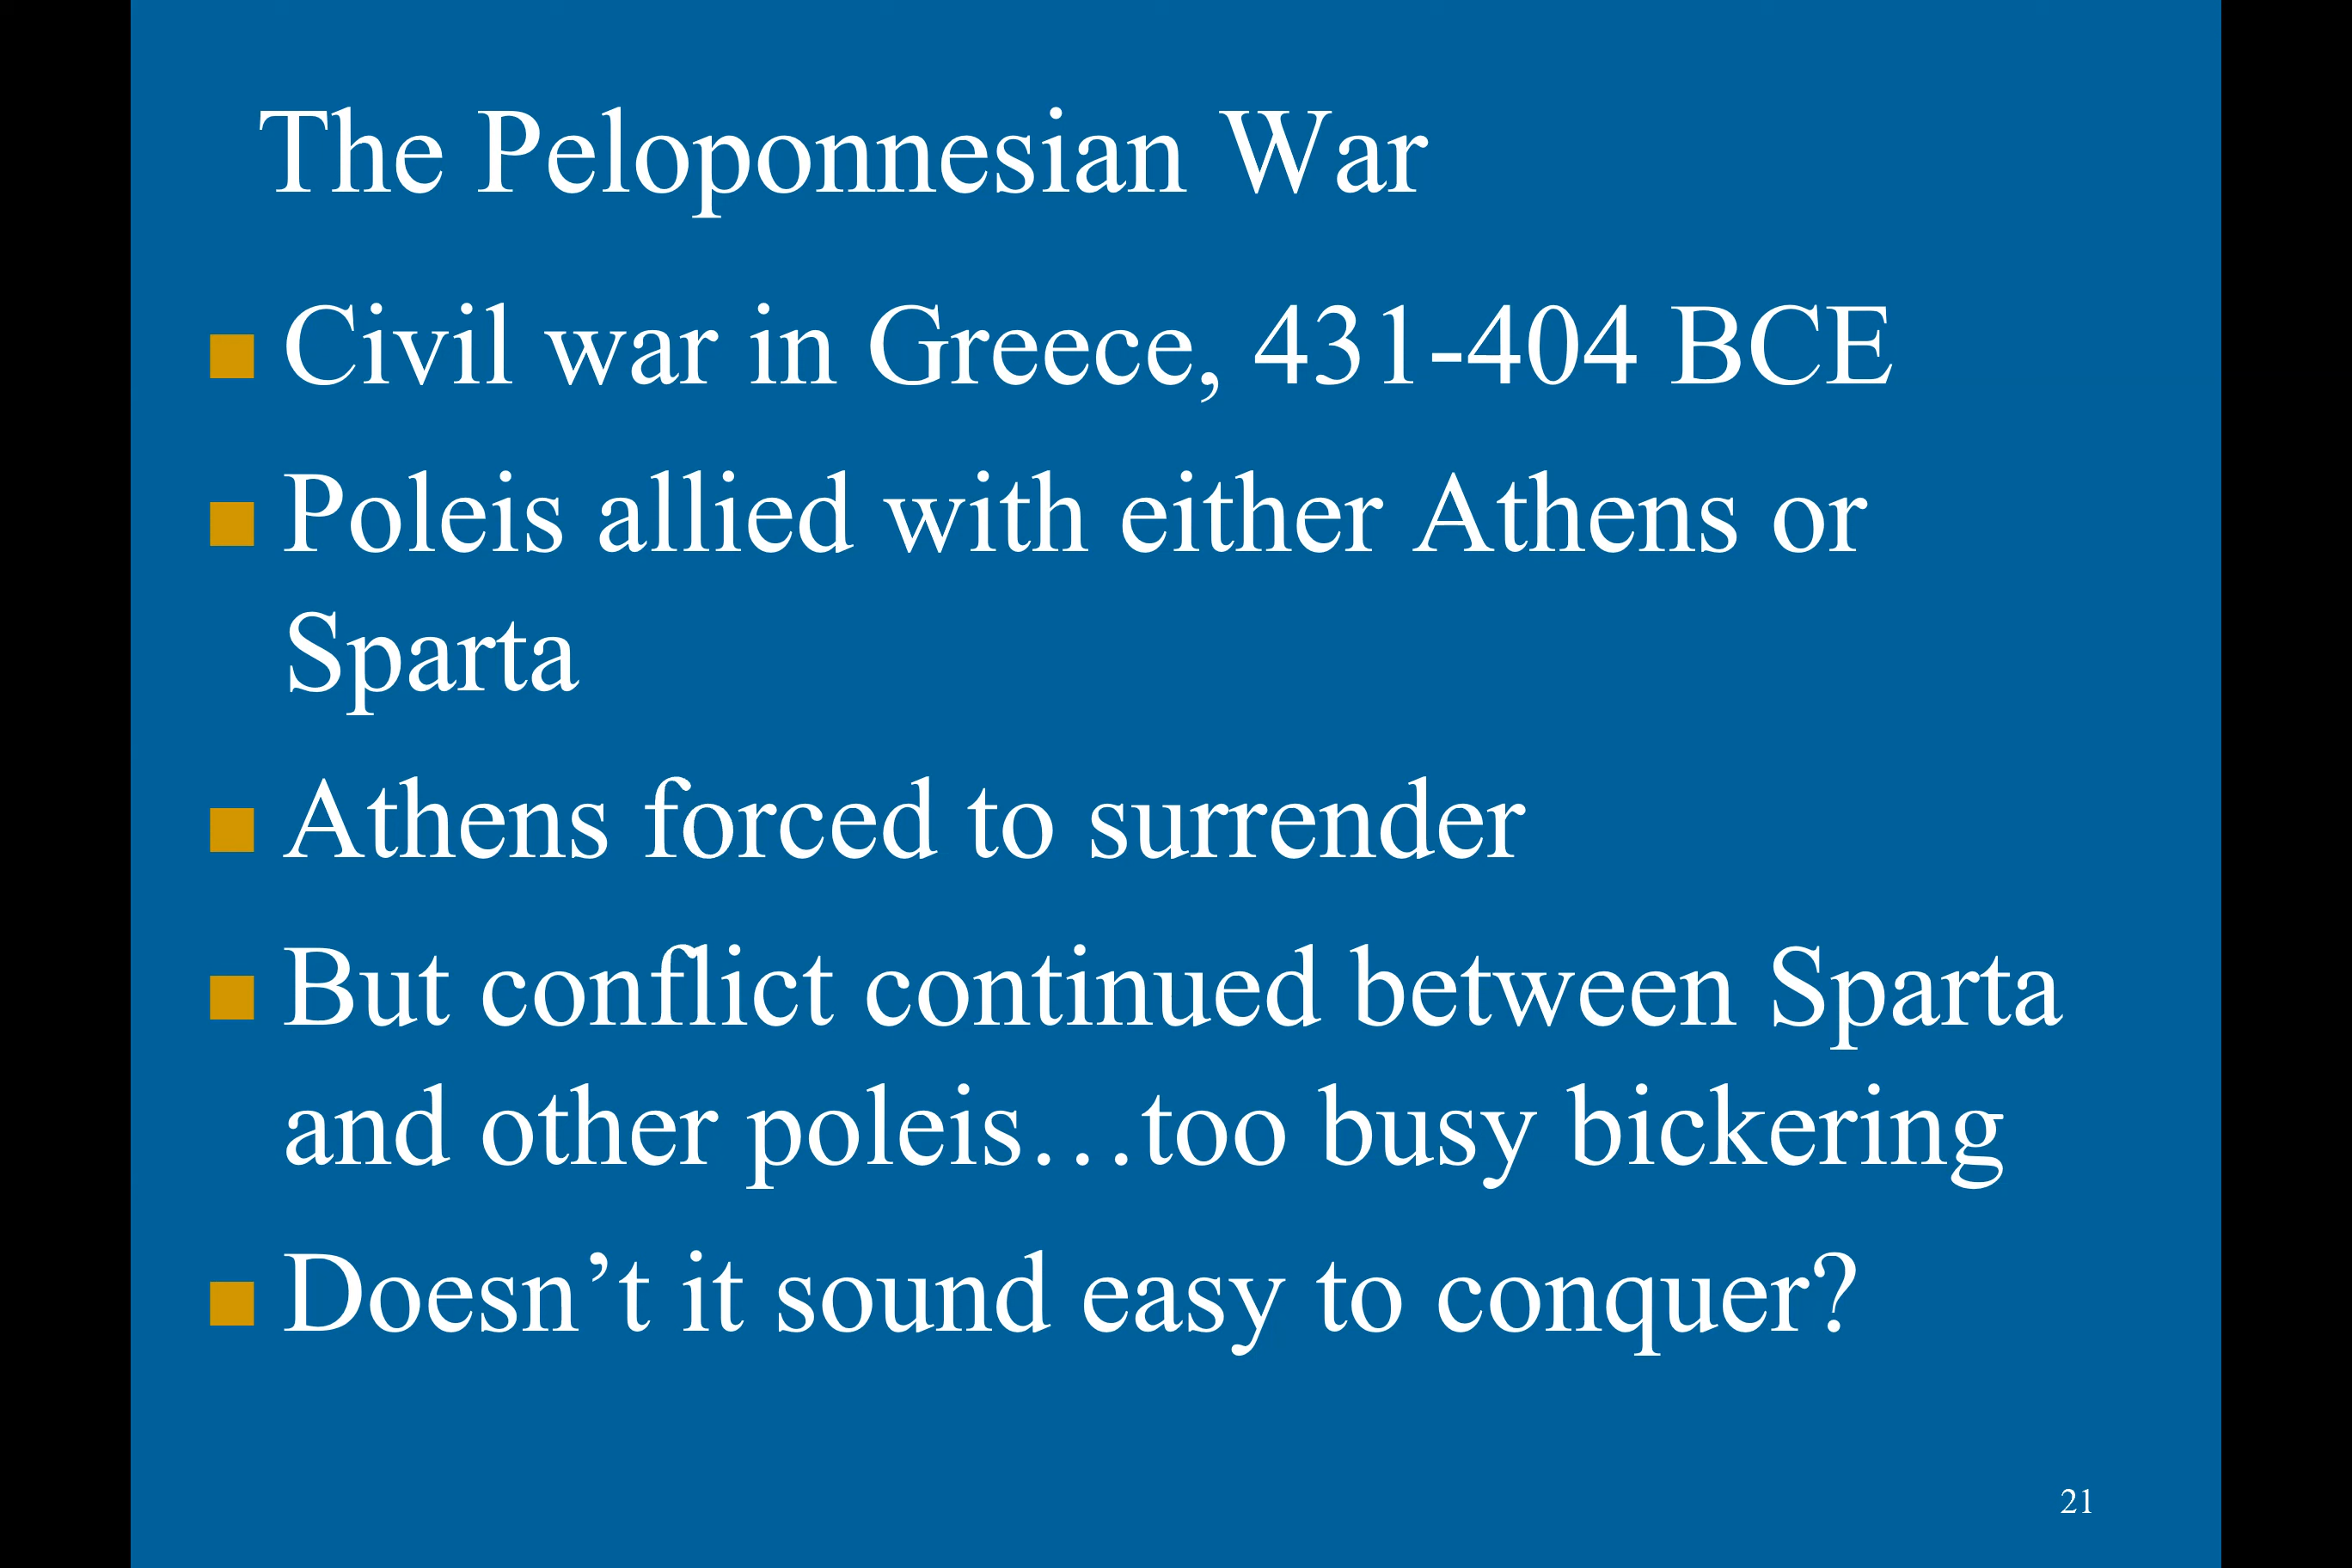 The Peloponnesian War
Civil war in Greece, 431-404 BCE
Poleis allied with either Athens or
Sparta
Athens forced to surrender
But conflict continued between Sparta
and other poleis…too busy bickering
Doesn’t it sound easy to conquer?
21